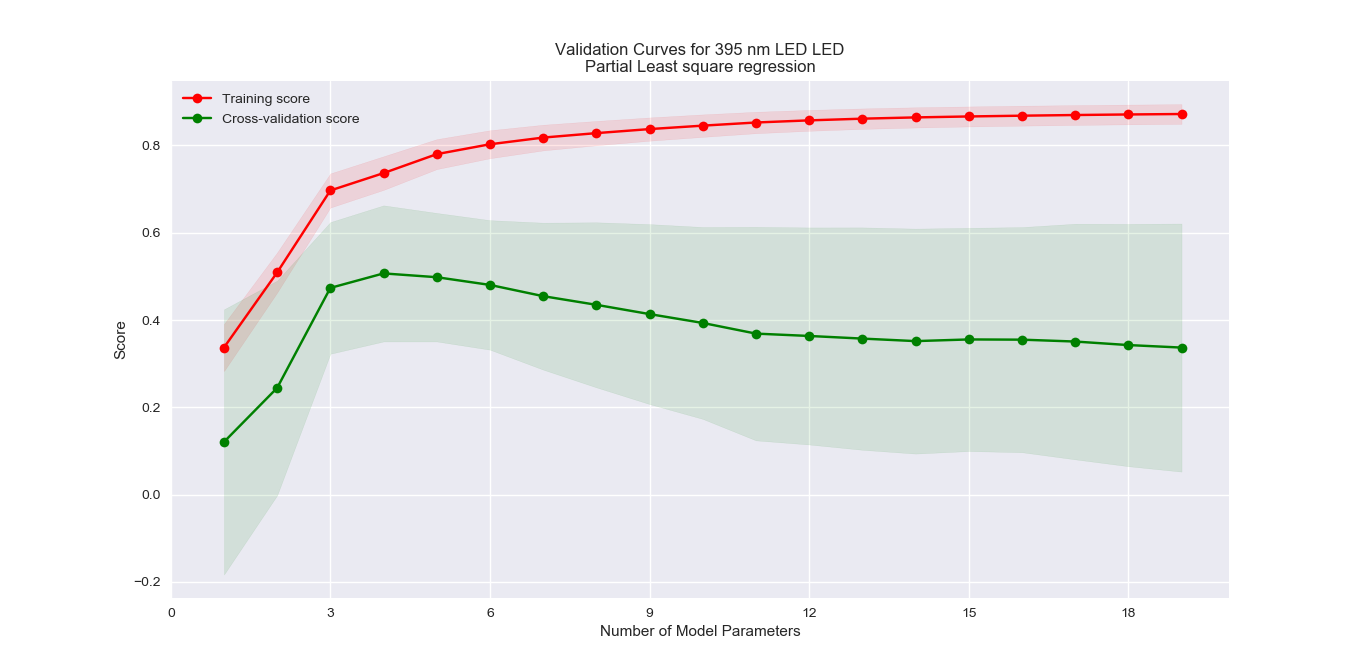 Validation Curves for 395 nm LED LED
Partial Least square regression
Training score
Cross-validation score
0.8
0.6
0.4
0.2
0.0
−0.2
Score
0 3 6 9 12 15 18
Number of Model Parameters